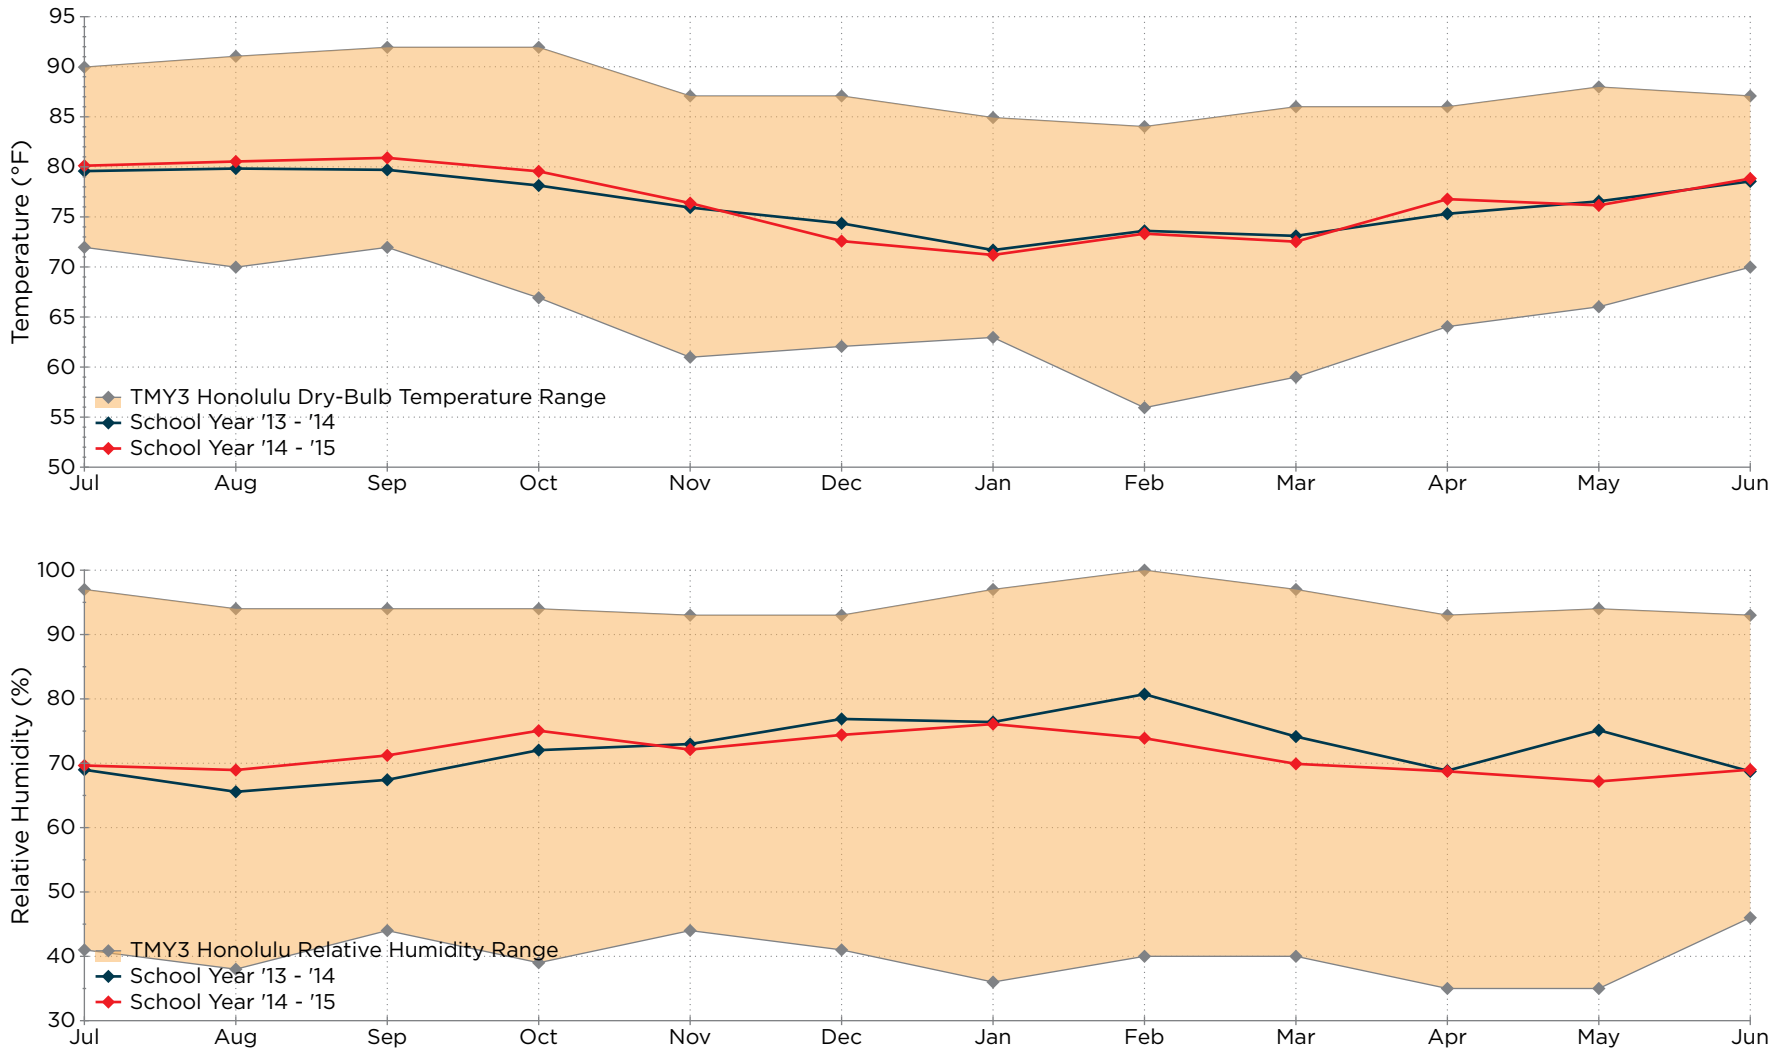 95
90
85
80
75
70
65
60
55
50
Temperature (°F)
TMY3 Honolulu Dry-Bulb Temperature Range
School Year '13 - '14
School Year '14 - '15
Jul Aug Sep Oct Nov Dec Jan Feb Mar Apr May Jun
100
90
80
70
60
50
40
30
Relative Humidity (%)
TMY3 Honolulu Relative Humidity Range
School Year '13 - '14
School Year '14 - '15
Jul Aug Sep Oct Nov Dec Jan Feb Mar Apr May Jun